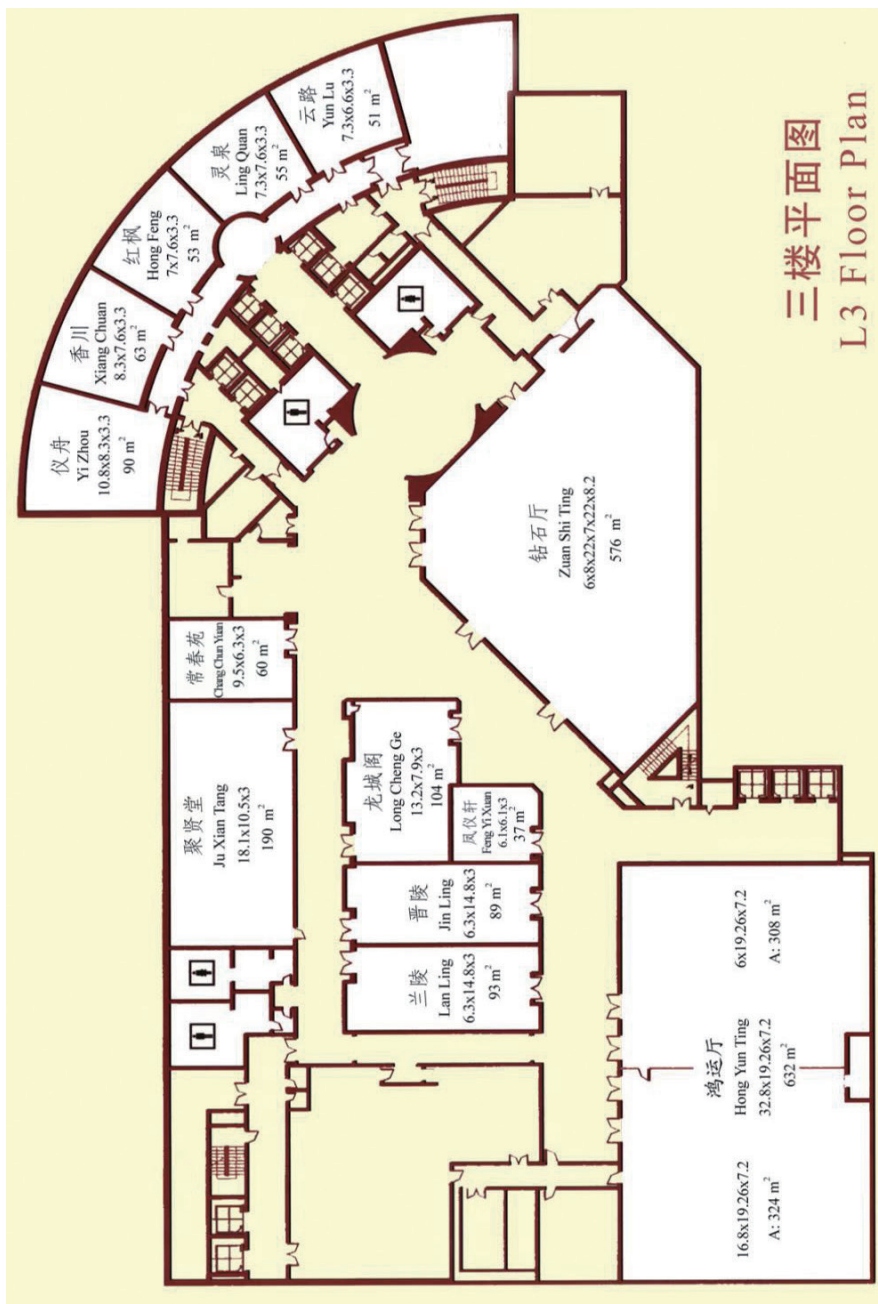 三楼平面图
L3 Floor Plan
仪舟
Yi Zhou
10.8x8.3x3.3
90 m²
香川
Xiang Chuan
8.3x7.6x3.3
63 m²
红枫
Hong Feng
7x7.6x3.3
53 m²
灵泉
Ling Quan
7.3x7.6x3.3
55 m²
云路
Yun Lu
7.3x6.6x3.3
51 m²
常春苑
Chang Chun Yuan
9.5x6.3x3
60 m²
聚贤堂
Ju Xian Tang
18.1x10.5x3
190 m²
钻石厅
Zuan Shi Ting
6x8x22x7x22x8.2
576 m²
龙城阁
Long Cheng Ge
13.2x7.9x3
104 m²
凤仪轩
Feng Yi Xuan
6.1x6.1x3
37 m²
晋陵
Jin Ling
6.3x14.8x3
89 m²
兰陵
Lan Ling
6.3x14.8x3
93 m²
16.8x19.26x7.2
A: 324 m²
鸿运厅
Hong Yun Ting
32.8x19.26x7.2
632 m²
6x19.26x7.2
A: 308 m²